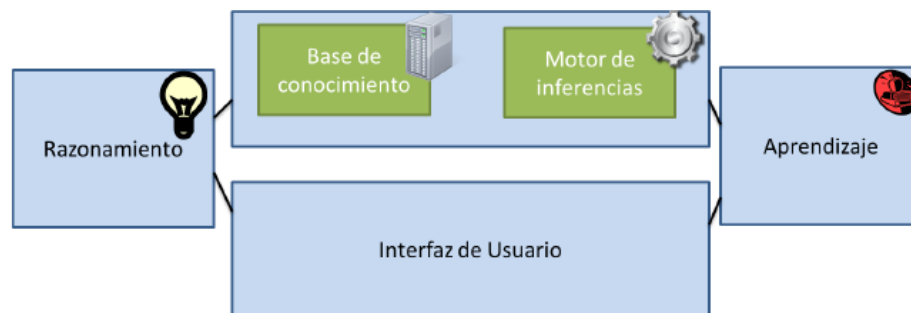 Base de
conocimiento
Motor de
inferencias
Razonamiento
Aprendizaje
Interfaz de Usuario